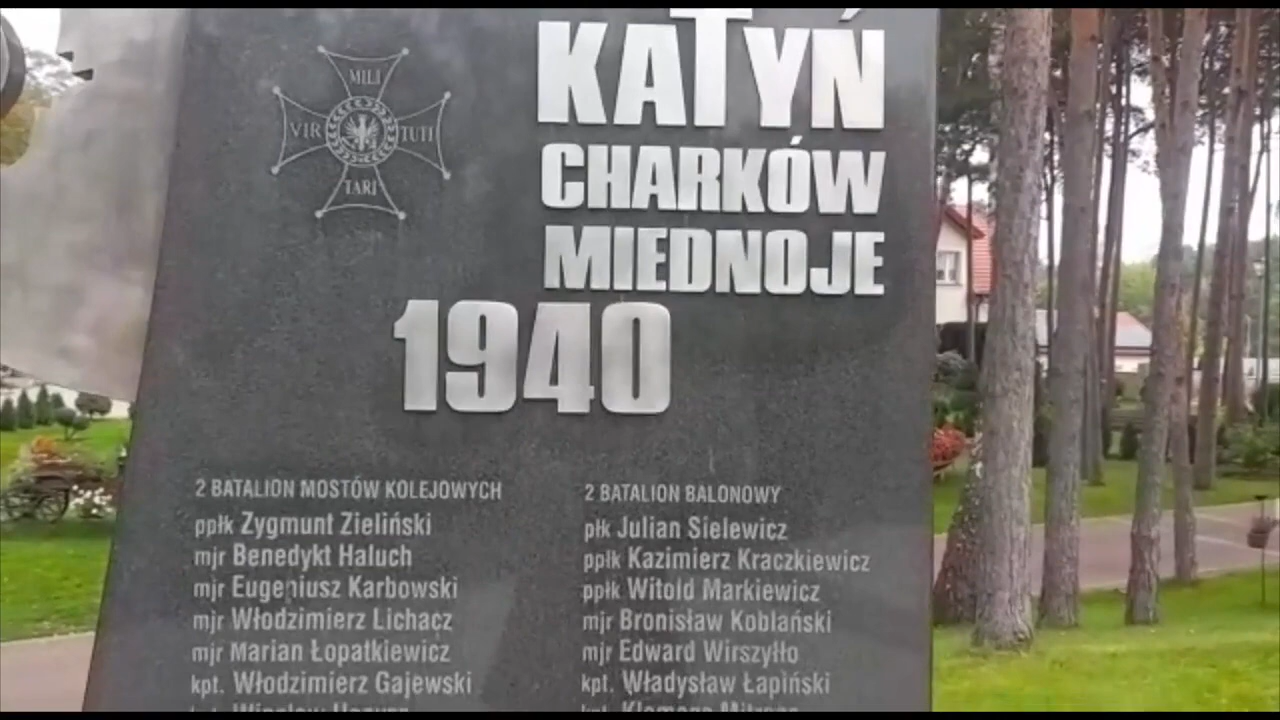 MILI
VIR TUTI
TARI
KATYŃ
CHARKÓW
MIEDNOJE
1940
2 BATALION MOSTÓW KOLEJOWYCH
ppłk Zygmunt Zieliński
mjr Benedykt Haluch
mjr Eugeniusz Karbowski
mjr Włodzimierz Lichacz
mjr Marian Łopatkiewicz
kpt. Włodzimierz Gajewski
2 BATALION BALONOWY
płk Julian Sielewicz
ppłk Kazimierz Kraczkiewicz
ppłk Witold Markiewicz
mjr Bronisław Koblański
mjr Edward Wirszyłło
kpt. Władysław Łapiński